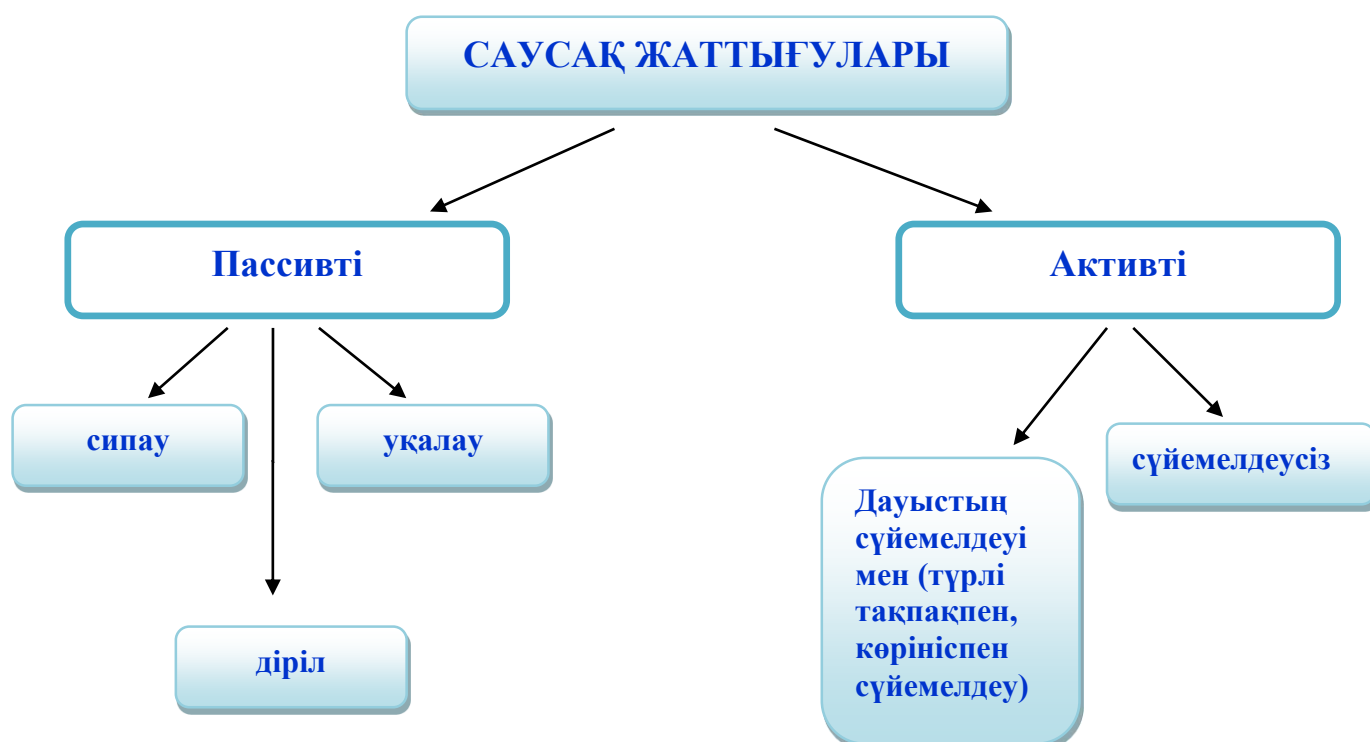 САУСАҚ ЖАТТЫҒУЛАРЫ
Пассивті
Активті
сипау
уқалау
діріл
Дауыстың
сүйемелдеуі
мен (түрлі
тақпақпен,
көрініспен
сүйемелдеу)
сүйемелдеусіз